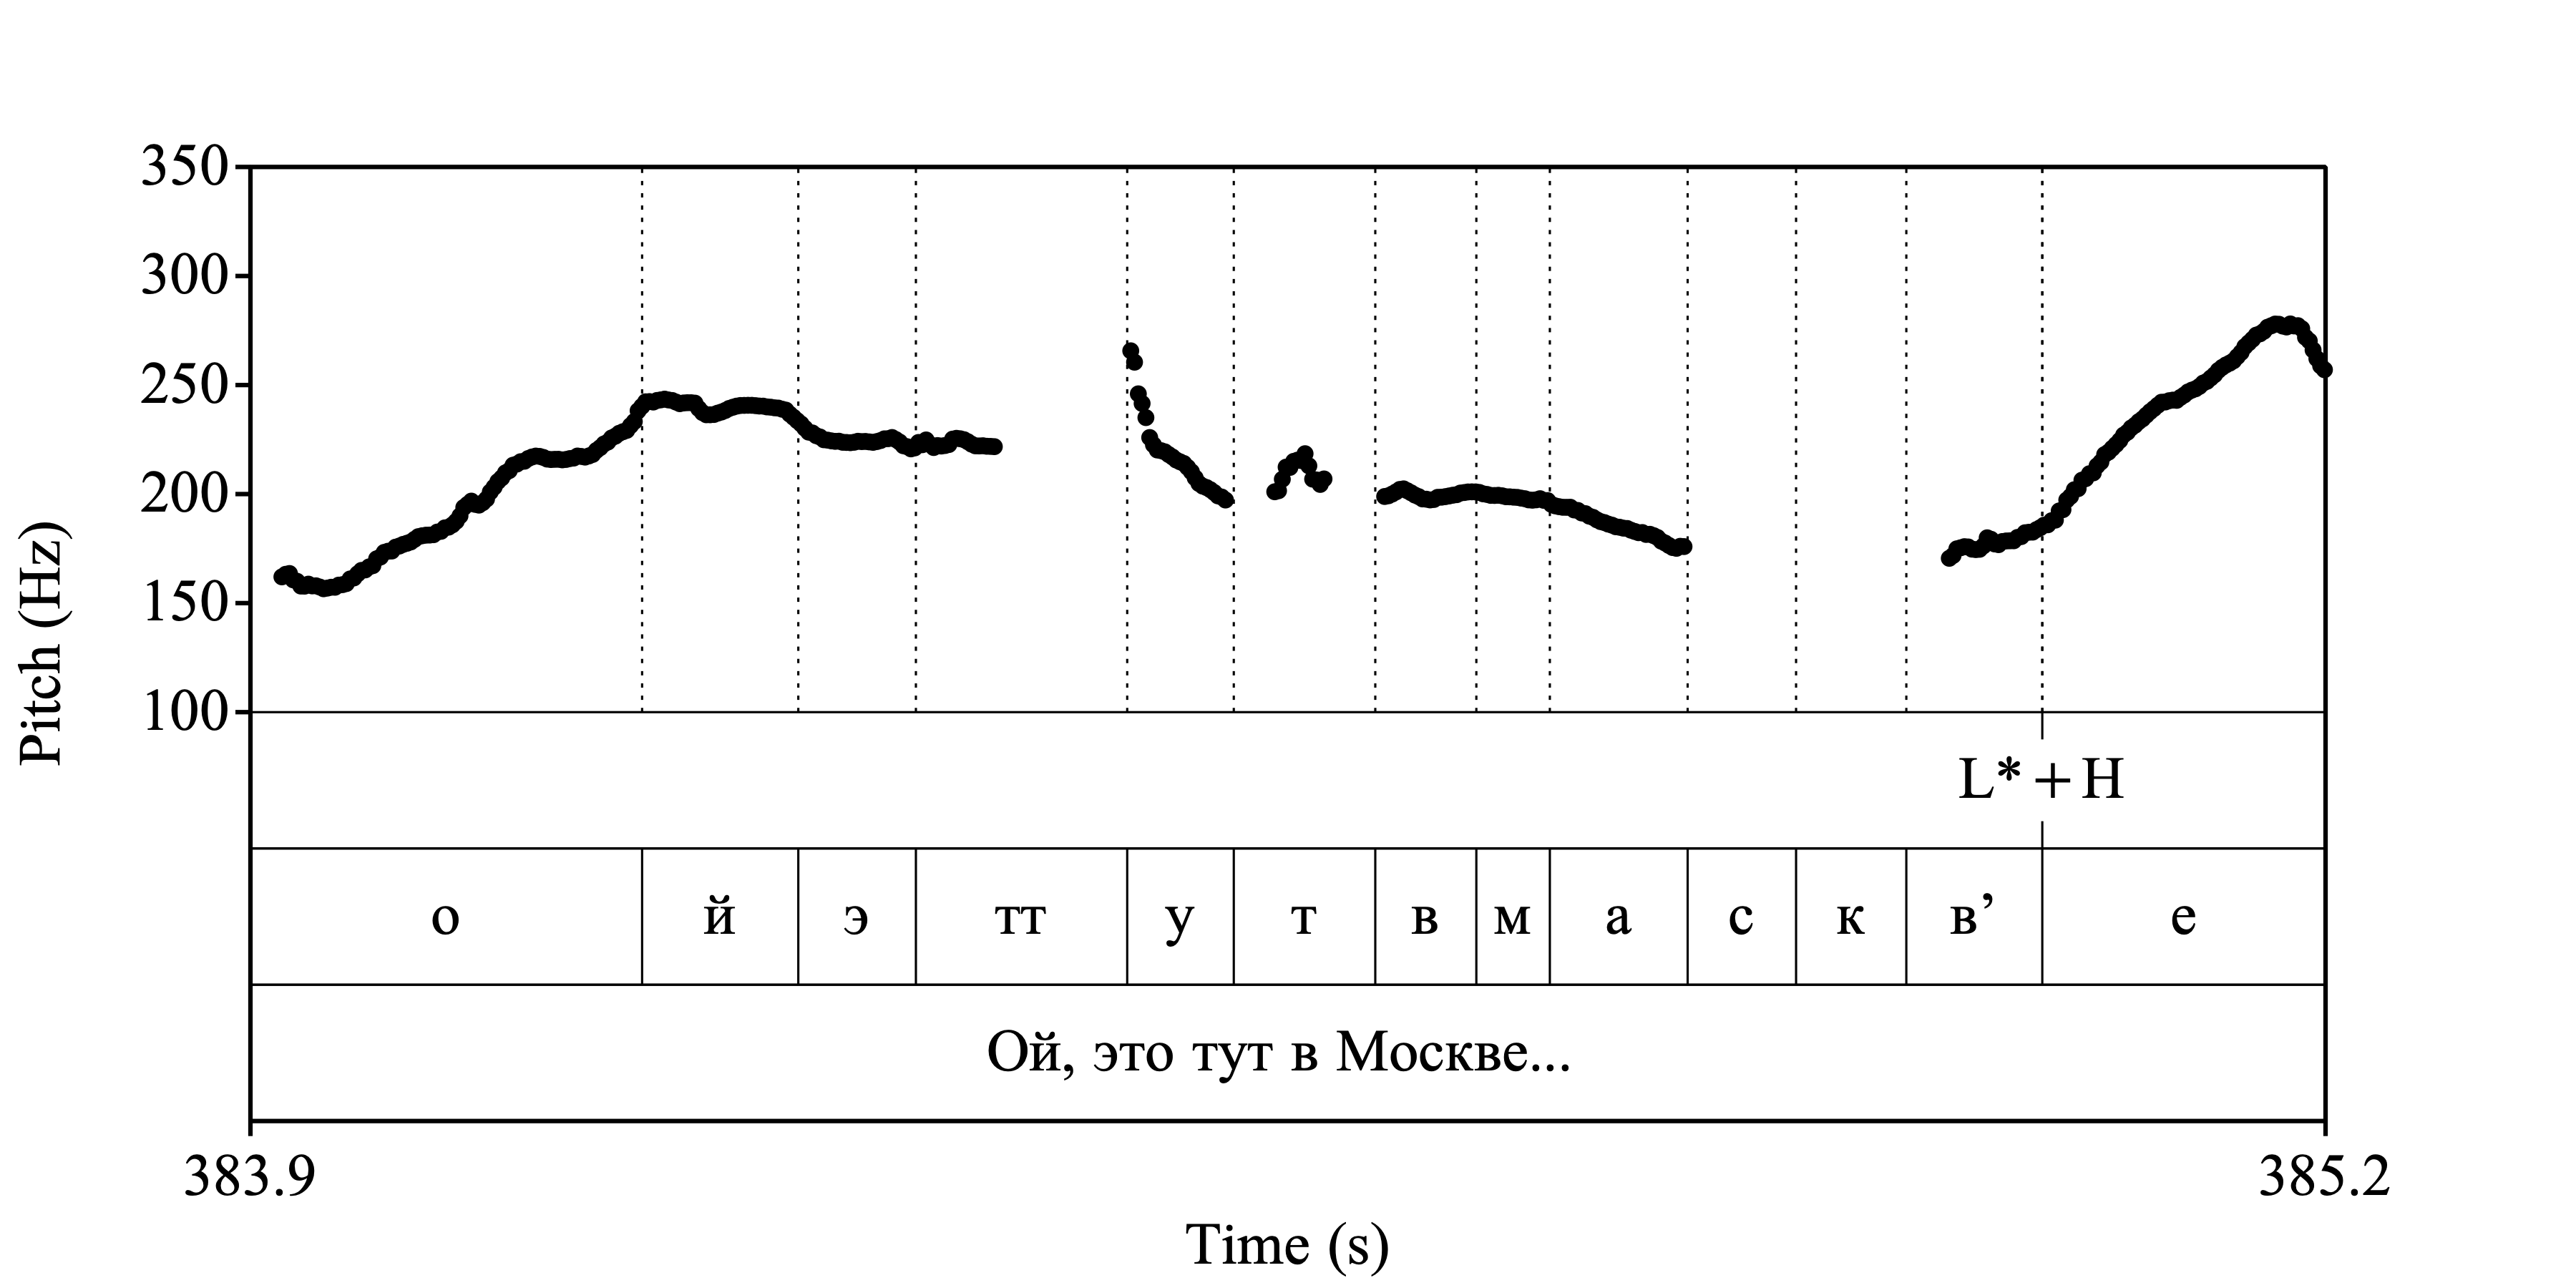 350
300
250
200
150
100
Pitch (Hz)
L* + H
о й э тт у т в м а с к в’ е
Ой, это тут в Москве...
383.9 385.2
Time (s)